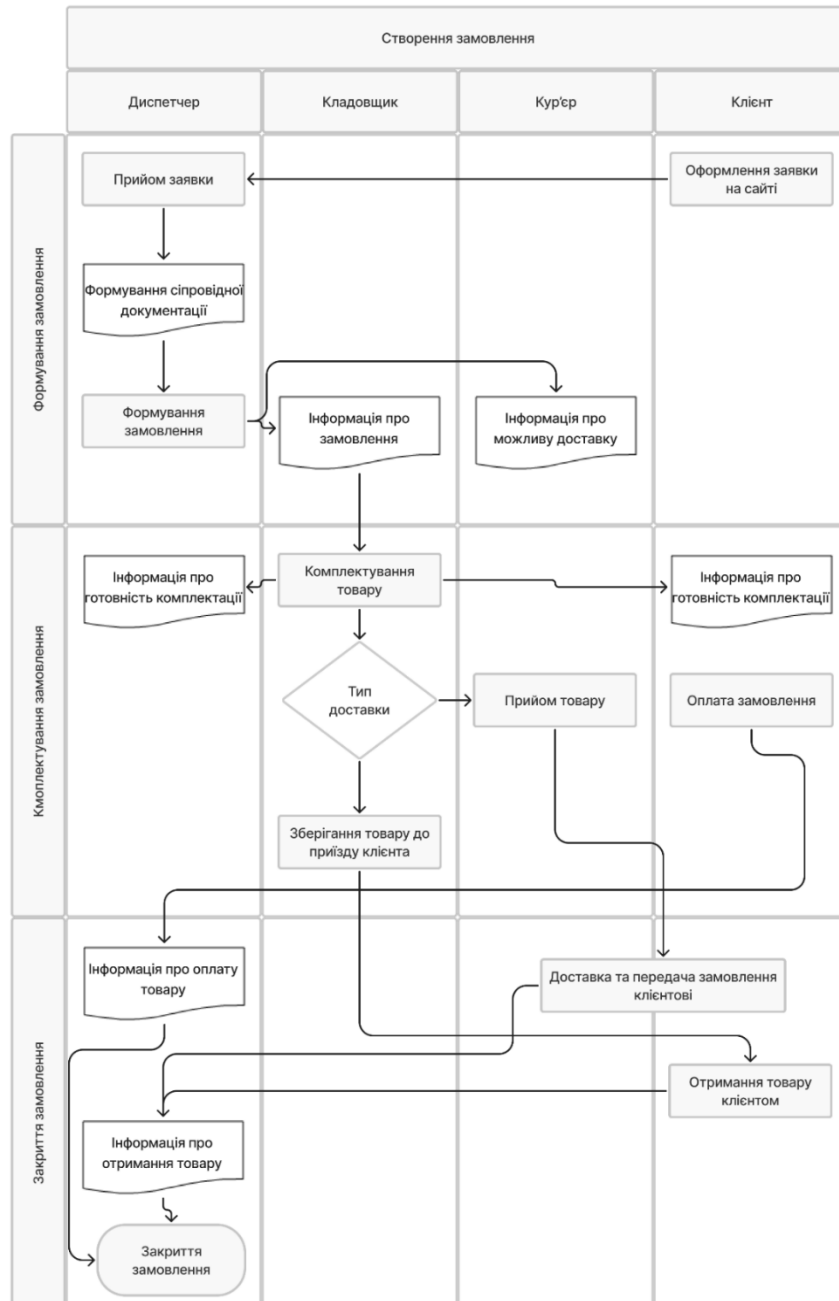 Створення замовлення
Диспетчер
Кладовщик
Кур'єр
Клієнт
Формування замовлення
Прийом заявки
Оформлення заявки
на сайті
Формування сіпровідної
документації
Формування
замовлення
Інформація про
замовлення
Інформація про
можливу доставку
Кмоплектування замовлення
Інформація про
готовність комплектації
Комплектування
товару
Інформація про
готовність комплектації
Тип
доставки
Прийом товару
Оплата замовлення
Зберігання товару до
приїзду клієнта
Закриття замовлення
Інформація про оплату
товару
Доставка та передача замовлення
клієнтові
Отримання товару
клієнтом
Інформація про
отримання товару
Закриття
замовлення